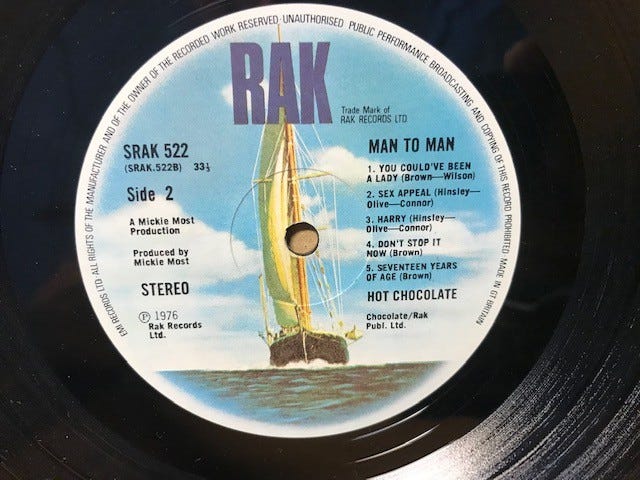 EMI RECORDS LTD. ALL RIGHTS OF THE MANUFACTURER AND OF THE OWNER OF THE RECORDED WORK RESERVED · UNAUTHORISED PUBLIC PERFORMANCE BROADCASTING AND COPYING OF THIS RECORD PROHIBITED. MADE IN GT BRITAIN
RAK
Trade Mark of
RAK RECORDS LTD
SRAK 522
(SRAK.522B) 33⅓
Side 2
A Mickie Most
Production
Produced by
Mickie Most
STEREO
Ⓟ 1976
Rak Records
Ltd.
MAN TO MAN
1. YOU COULD'VE BEEN
A LADY (Brown—Wilson)
2. SEX APPEAL (Hinsley—
Olive—Connor)
3. HARRY (Hinsley—
Olive—Connor)
4. DON'T STOP IT
NOW (Brown)
5. SEVENTEEN YEARS
OF AGE (Brown)
HOT CHOCOLATE
Chocolate/Rak
Publ. Ltd.